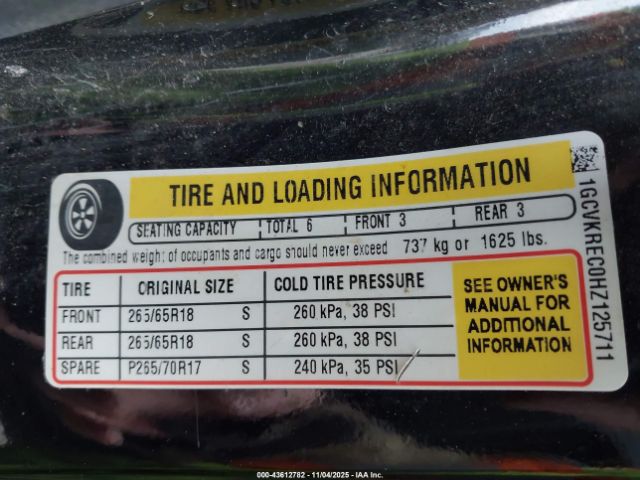 TIRE AND LOADING INFORMATION
SEATING CAPACITY TOTAL 6 FRONT 3 REAR 3
The combined weight of occupants and cargo should never exceed 737 kg or 1625 lbs.
TIRE ORIGINAL SIZE COLD TIRE PRESSURE
FRONT 265/65R18 S 260 kPa, 38 PSI
REAR 265/65R18 S 260 kPa, 38 PSI
SPARE P265/70R17 S 240 kPa, 35 PSI
SEE OWNER'S
MANUAL FOR
ADDITIONAL
INFORMATION
1GCVKREC0HZ125711
000-43612782 - 11/04/2025 - IAA Inc.